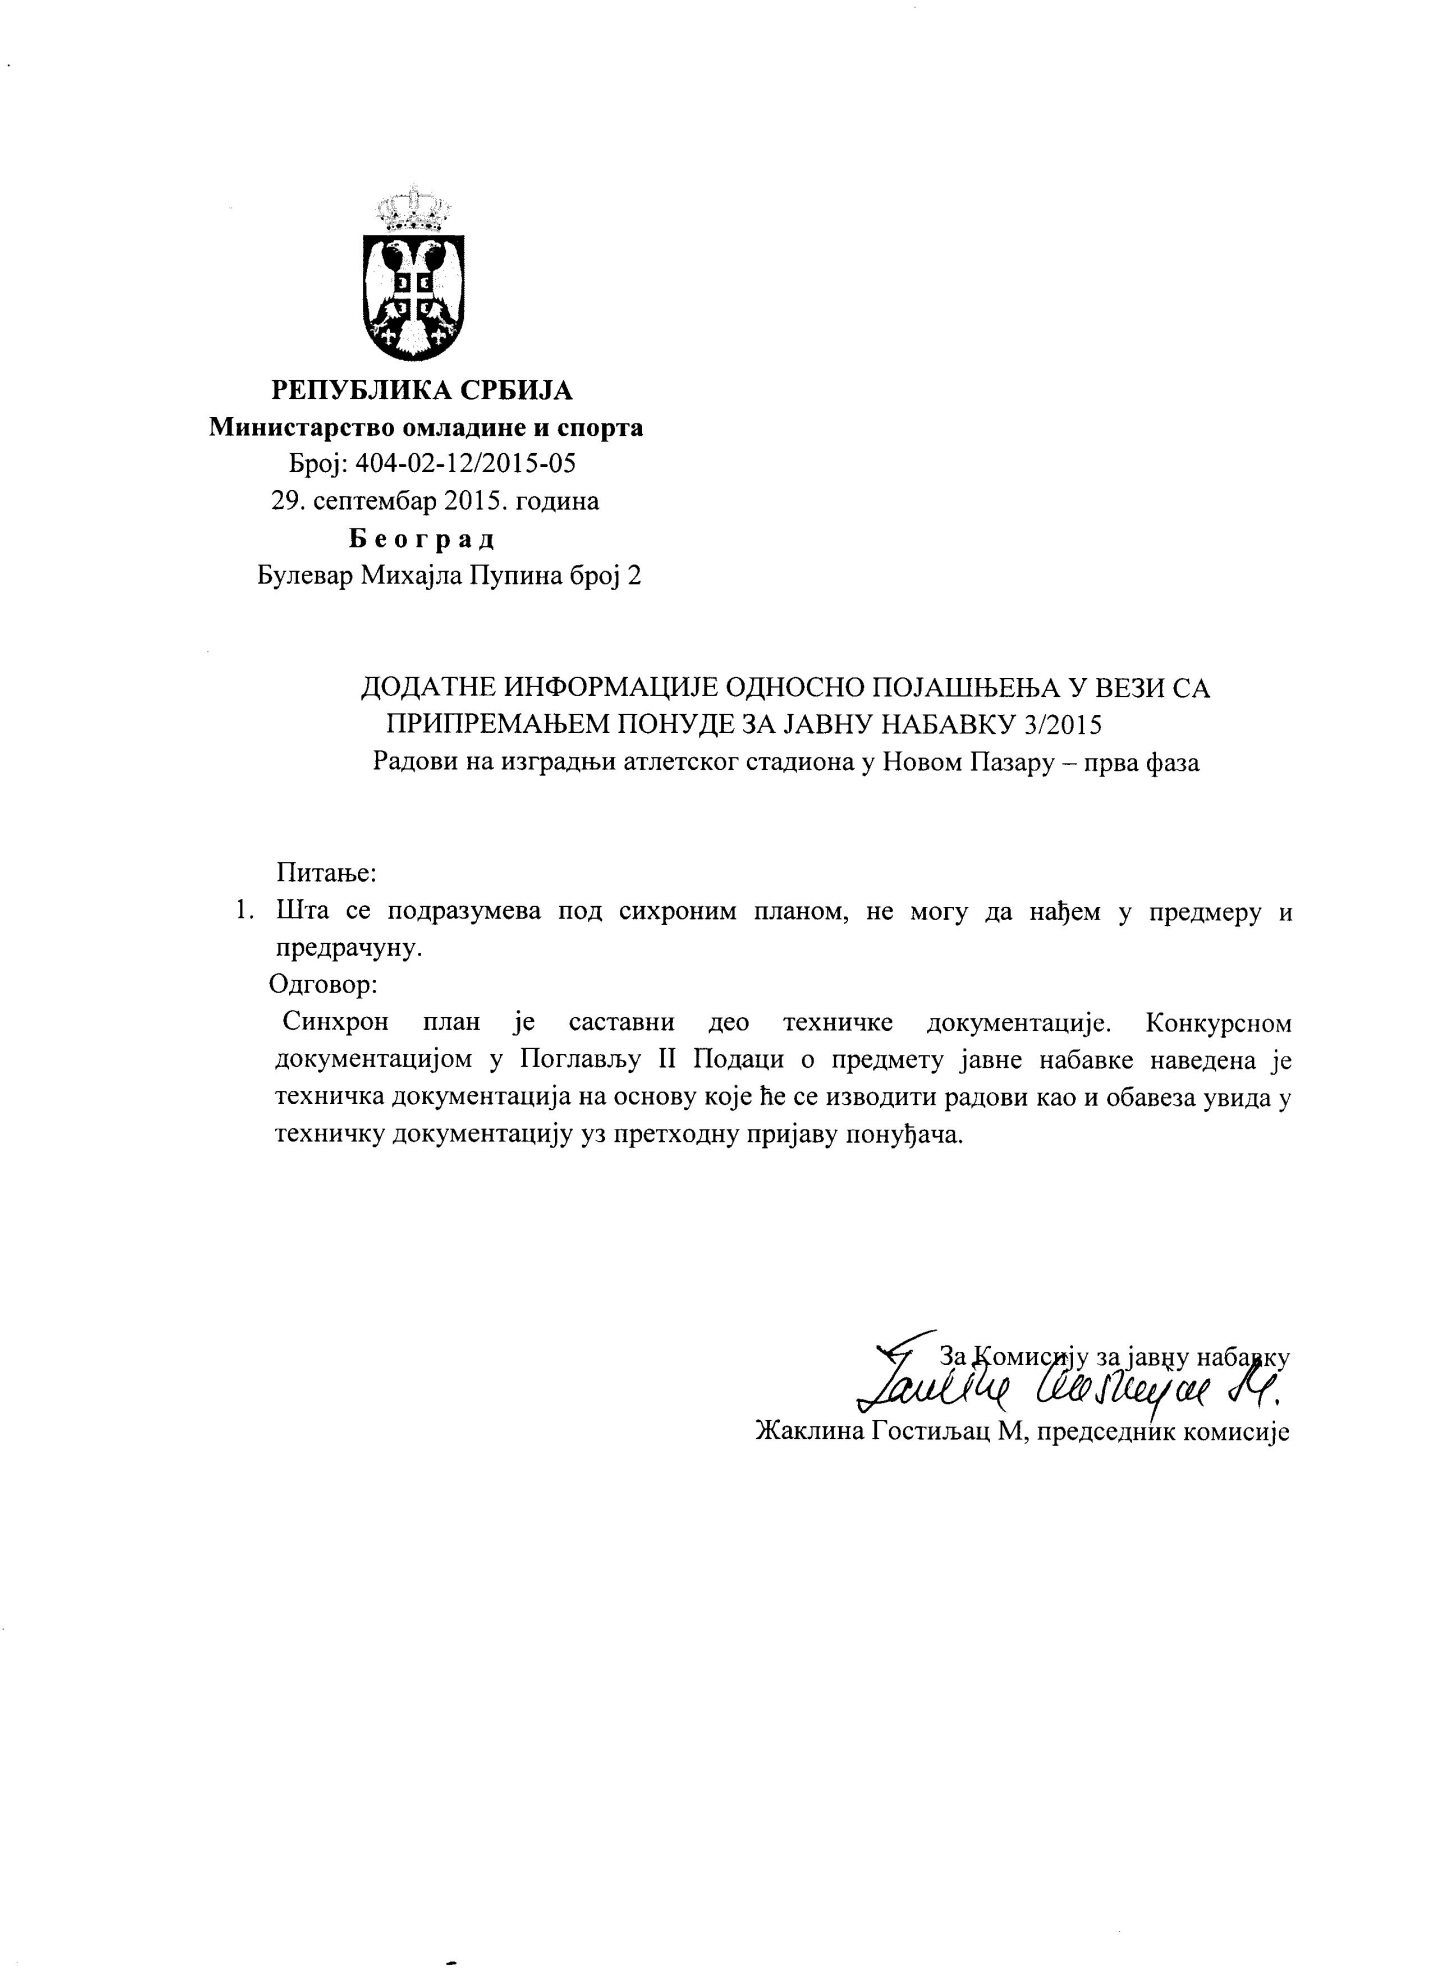 РЕПУБЛИКА СРБИЈА
Министарство омладине и спорта
Број: 404-02-12/2015-05
29. септембар 2015. година
Б е о г р а д
Булевар Михајла Пупина број 2
ДОДАТНЕ ИНФОРМАЦИЈЕ ОДНОСНО ПОЈАШЊЕЊА У ВЕЗИ СА
ПРИПРЕМАЊЕМ ПОНУДЕ ЗА ЈАВНУ НАБАВКУ 3/2015
Радови на изградњи атлетског стадиона у Новом Пазару – прва фаза
Питање:
1. Шта се подразумева под сихроним планом, не могу да нађем у предмеру и
предрачуну.
Одговор:
Синхрон план је саставни део техничке документације. Конкурсном
документацијом у Поглављу II Подаци о предмету јавне набавке наведена је
техничка документација на основу које ће се изводити радови као и обавеза увида у
техничку документацију уз претходну пријаву понуђача.
За Комисију за јавну набавку
Жаклина Гостиљац М, председник комисије